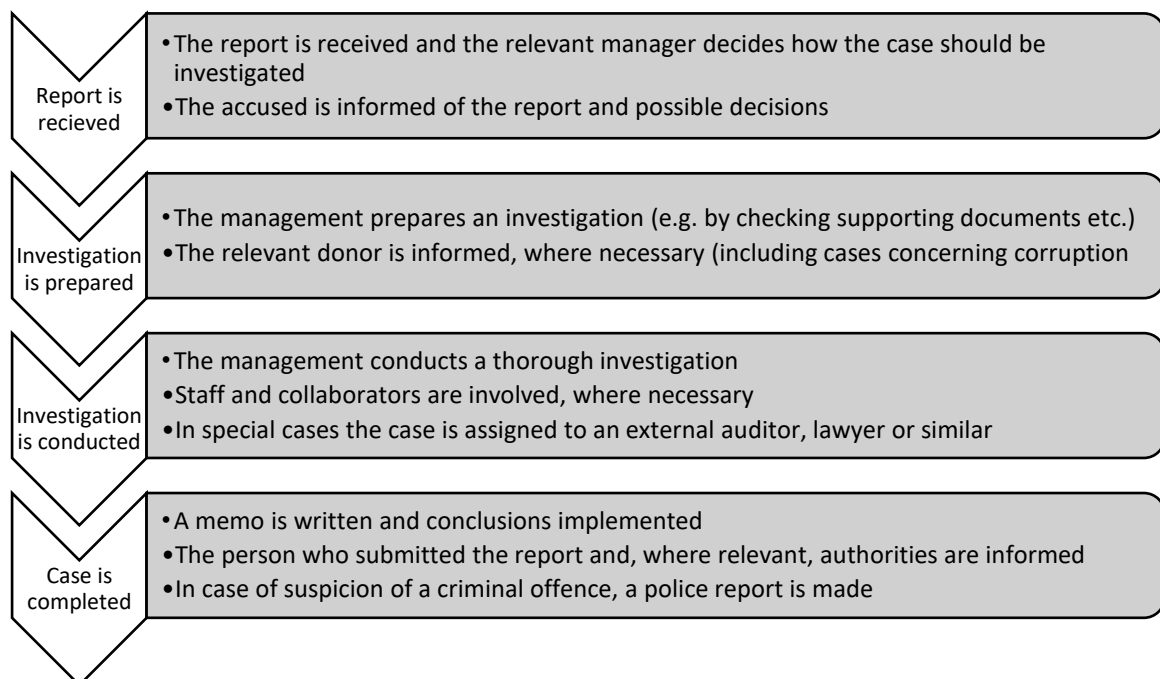 Report is
recieved
•The report is received and the relevant manager decides how the case should be
investigated
•The accused is informed of the report and possible decisions
Investigation
is prepared
•The management prepares an investigation (e.g. by checking supporting documents etc.)
•The relevant donor is informed, where necessary (including cases concerning corruption
Investigation
is conducted
•The management conducts a thorough investigation
•Staff and collaborators are involved, where necessary
•In special cases the case is assigned to an external auditor, lawyer or similar
Case is
completed
•A memo is written and conclusions implemented
•The person who submitted the report and, where relevant, authorities are informed
•In case of suspicion of a criminal offence, a police report is made